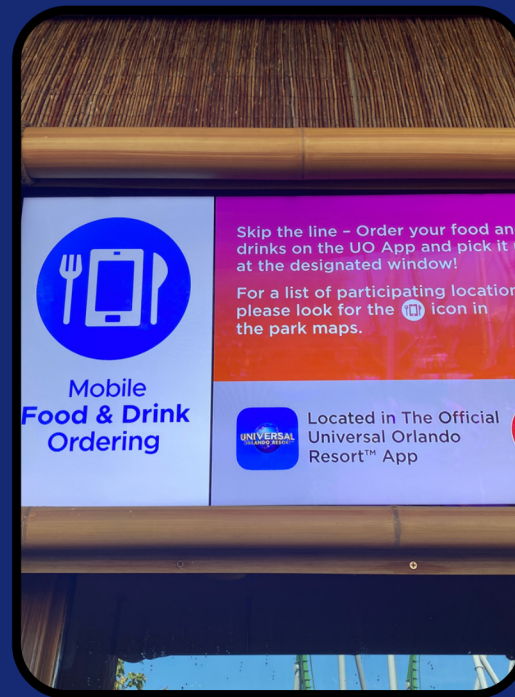 Mobile
Food & Drink
Ordering
Skip the line – Order your food an
drinks on the UO App and pick it
at the designated window!
For a list of participating location
please look for the icon in
the park maps.
UNIVERSAL
ORLANDO RESORT
Located in The Official
Universal Orlando
Resort™ App